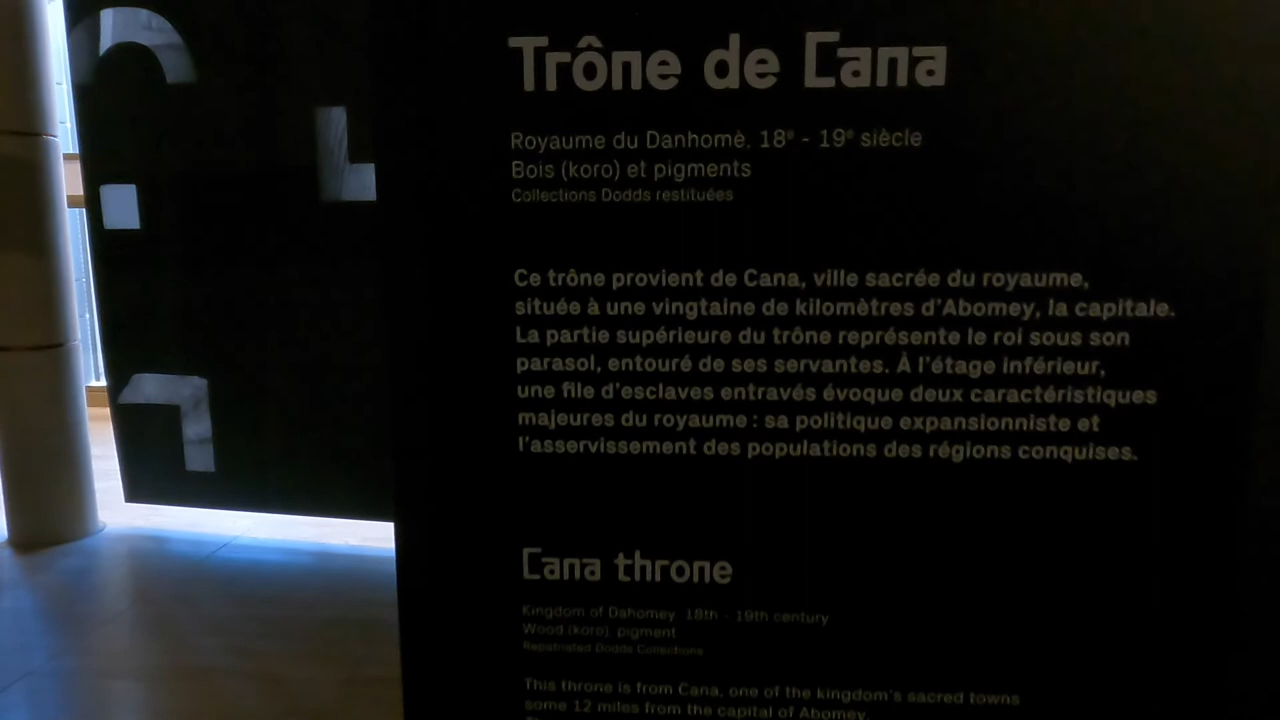 Trône de Cana
Royaume du Danhomè, 18e - 19e siècle
Bois (koro) et pigments
Collections Dodds restituées
Ce trône provient de Cana, ville sacrée du royaume,
située à une vingtaine de kilomètres d'Abomey, la capitale.
La partie supérieure du trône représente le roi sous son
parasol, entouré de ses servantes. À l'étage inférieur,
une file d'esclaves entravés évoque deux caractéristiques
majeures du royaume : sa politique expansionniste et
l'asservissement des populations des régions conquises.
Cana throne
Kingdom of Dahomey, 18th - 19th century
Wood (koro), pigment
Repatriated Dodds Collections
This throne is from Cana, one of the kingdom's sacred towns
some 12 miles from the capital of Abomey.